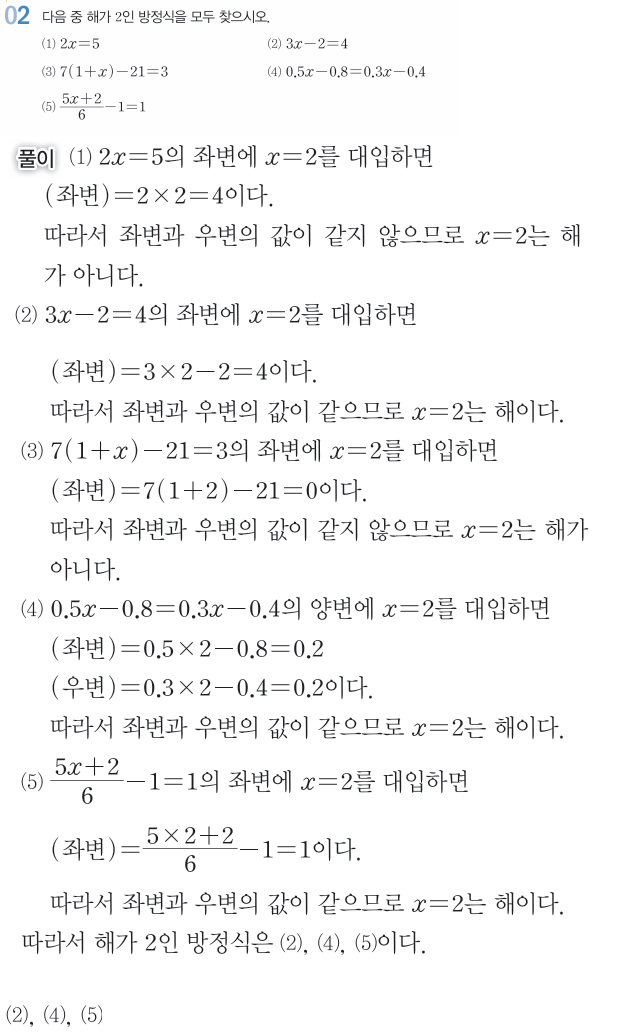 02 다음 중 해가 2인 방정식을 모두 찾으시오.
(1) 2x=5 (2) 3x-2=4
(3) 7(1+x)-21=3 (4) 0.5x-0.8=0.3x-0.4
(5) (5x+2)/6-1=1
풀이 (1) 2x=5의 좌변에 x=2를 대입하면
(좌변)=2×2=4이다.
따라서 좌변과 우변의 값이 같지 않으므로 x=2는 해
가 아니다.
(2) 3x-2=4의 좌변에 x=2를 대입하면
(좌변)=3×2-2=4이다.
따라서 좌변과 우변의 값이 같으므로 x=2는 해이다.
(3) 7(1+x)-21=3의 좌변에 x=2를 대입하면
(좌변)=7(1+2)-21=0이다.
따라서 좌변과 우변의 값이 같지 않으므로 x=2는 해가
아니다.
(4) 0.5x-0.8=0.3x-0.4의 양변에 x=2를 대입하면
(좌변)=0.5×2-0.8=0.2
(우변)=0.3×2-0.4=0.2이다.
따라서 좌변과 우변의 값이 같으므로 x=2는 해이다.
(5) (5x+2)/6-1=1의 좌변에 x=2를 대입하면
(좌변)=(5×2+2)/6-1=1이다.
따라서 좌변과 우변의 값이 같으므로 x=2는 해이다.
따라서 해가 2인 방정식은 (2), (4), (5)이다.
(2), (4), (5)